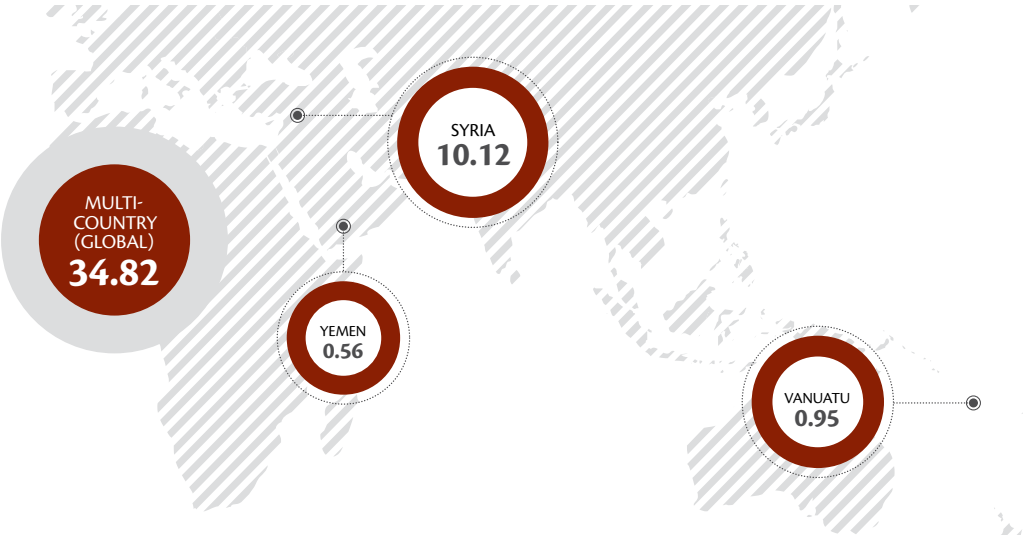 SYRIA
10.12
MULTI-
COUNTRY
(GLOBAL)
34.82
YEMEN
0.56
VANUATU
0.95